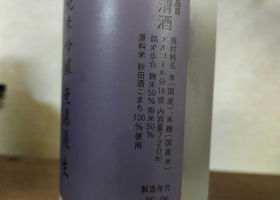 品目
清酒
原材料名 米(国産)、米麹(国産米)
アルコール分16度 内容量720ml
精米歩合 麹米50% 掛米50%
原料米 秋田酒こまち
100%使用
製造年月
純米吟醸 無濾過生